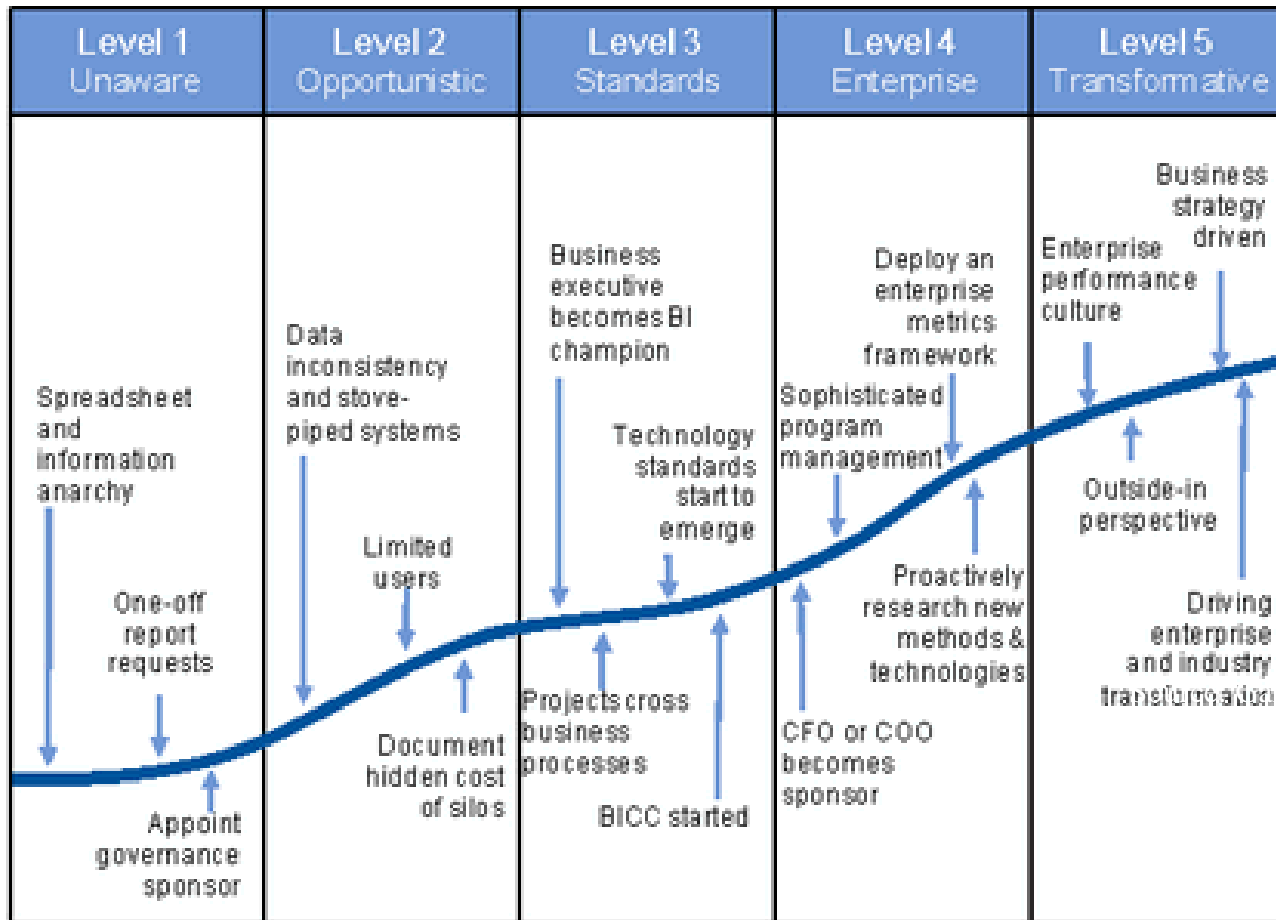 Level 1
Unaware
Level 2
Opportunistic
Level 3
Standards
Level 4
Enterprise
Level 5
Transformative
Spreadsheet
and
information
anarchy
One-off
report
requests
Appoint
governance
sponsor
Data
inconsistency
and stove-
piped systems
Limited
users
Document
hidden cost
of silos
Business
executive
becomes BI
champion
Projects cross
business
processes
Technology
standards
start to
emerge
BICC started
CFO or COO
becomes
sponsor
Sophisticated
program
management
Deploy an
enterprise
metrics
framework
Proactively
research new
methods &
technologies
Enterprise
performance
culture
Outside-in
perspective
Business
strategy
driven
Driving
enterprise
and industry
transformation